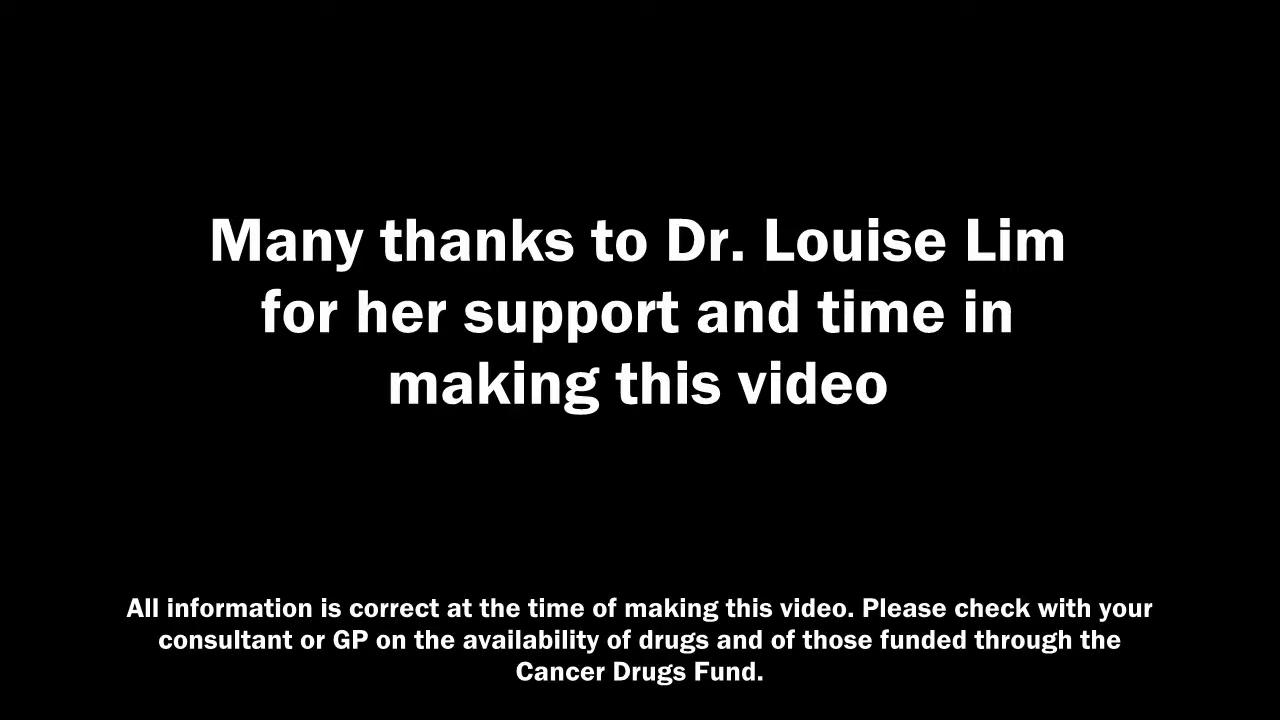 Many thanks to Dr. Louise Lim
for her support and time in
making this video
All information is correct at the time of making this video. Please check with your
consultant or GP on the availability of drugs and of those funded through the
Cancer Drugs Fund.